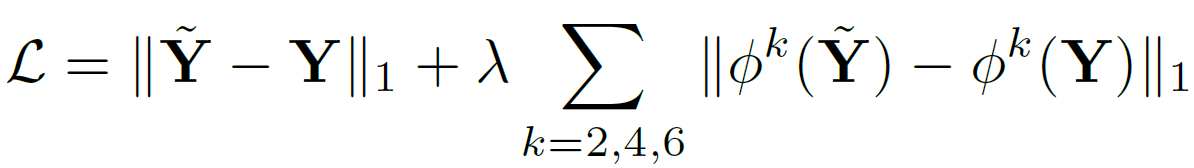 ℒ = ‖Ỹ − Y‖₁ + λ ∑ ‖ϕᵏ(Ỹ) − ϕᵏ(Y)‖₁
k=2,4,6